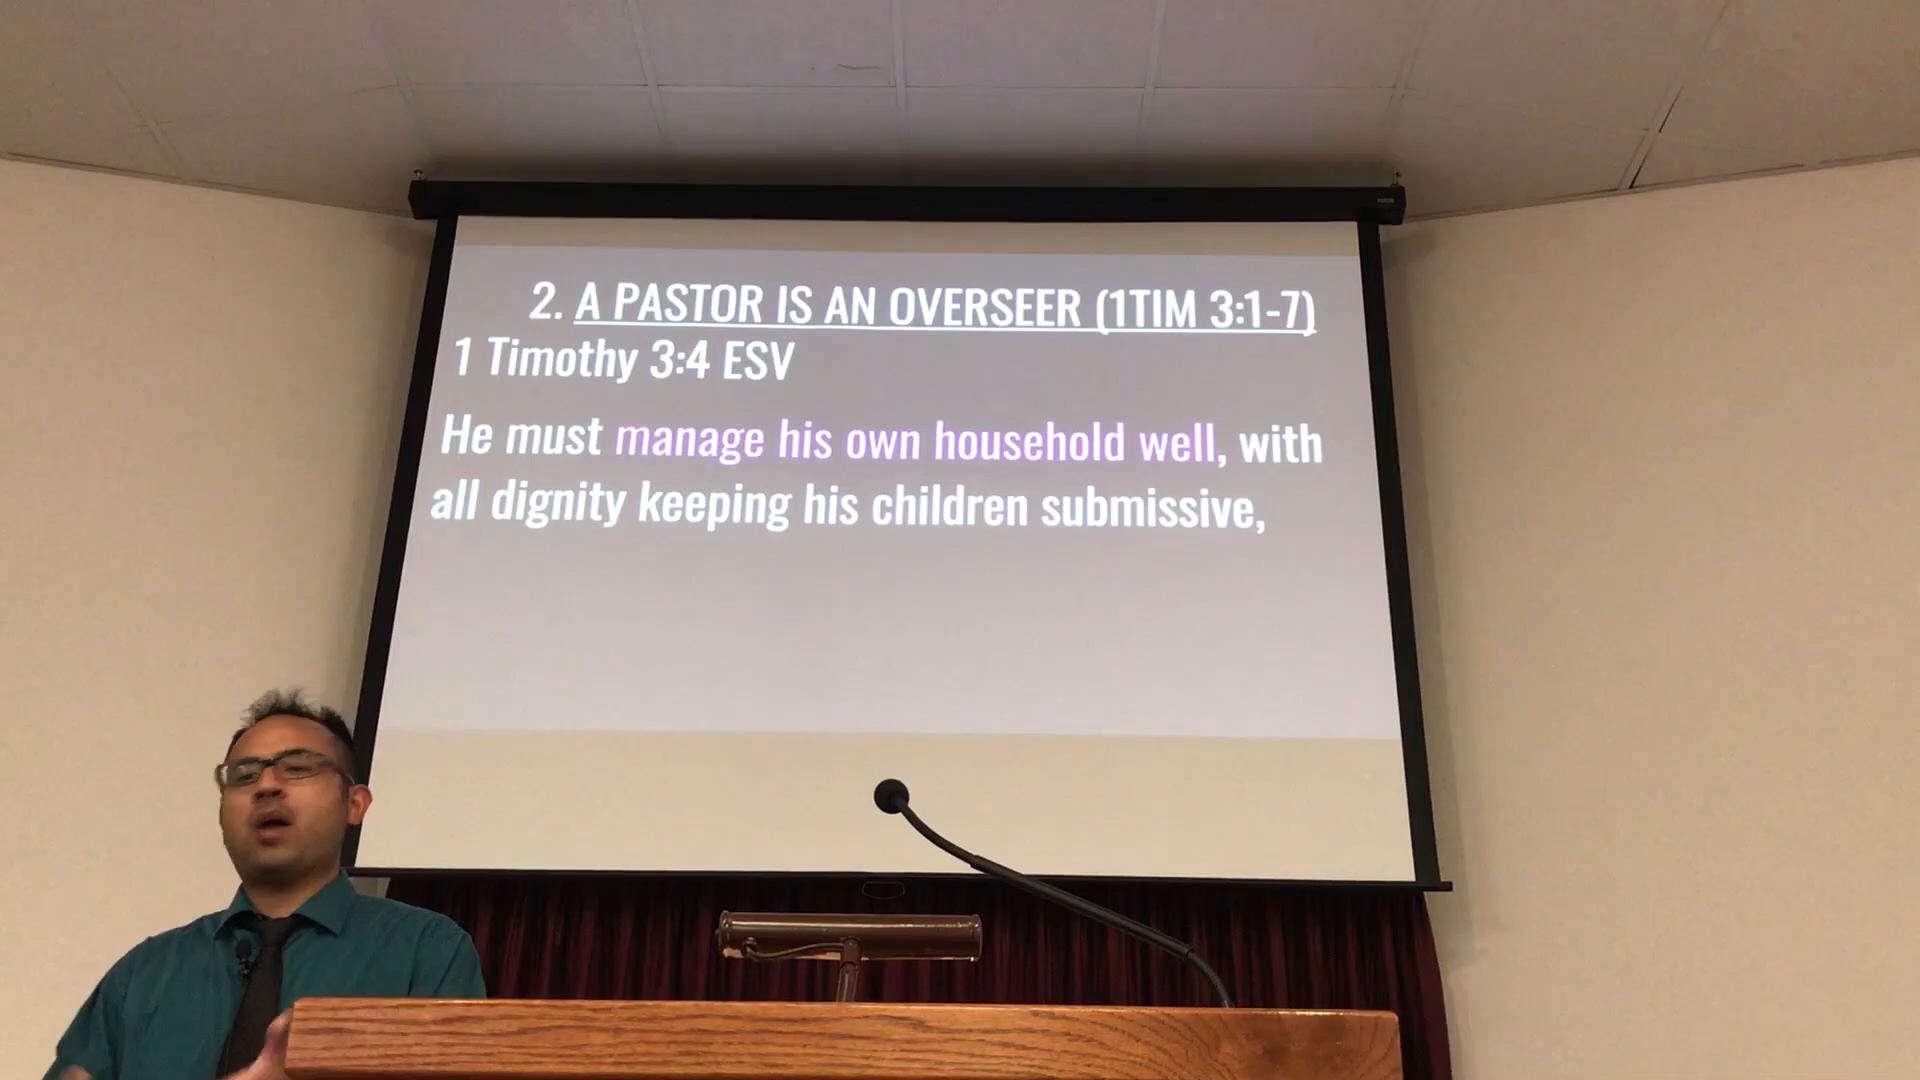 2. A PASTOR IS AN OVERSEER (1TIM 3:1-7)
1 Timothy 3:4 ESV
He must manage his own household well, with
all dignity keeping his children submissive,